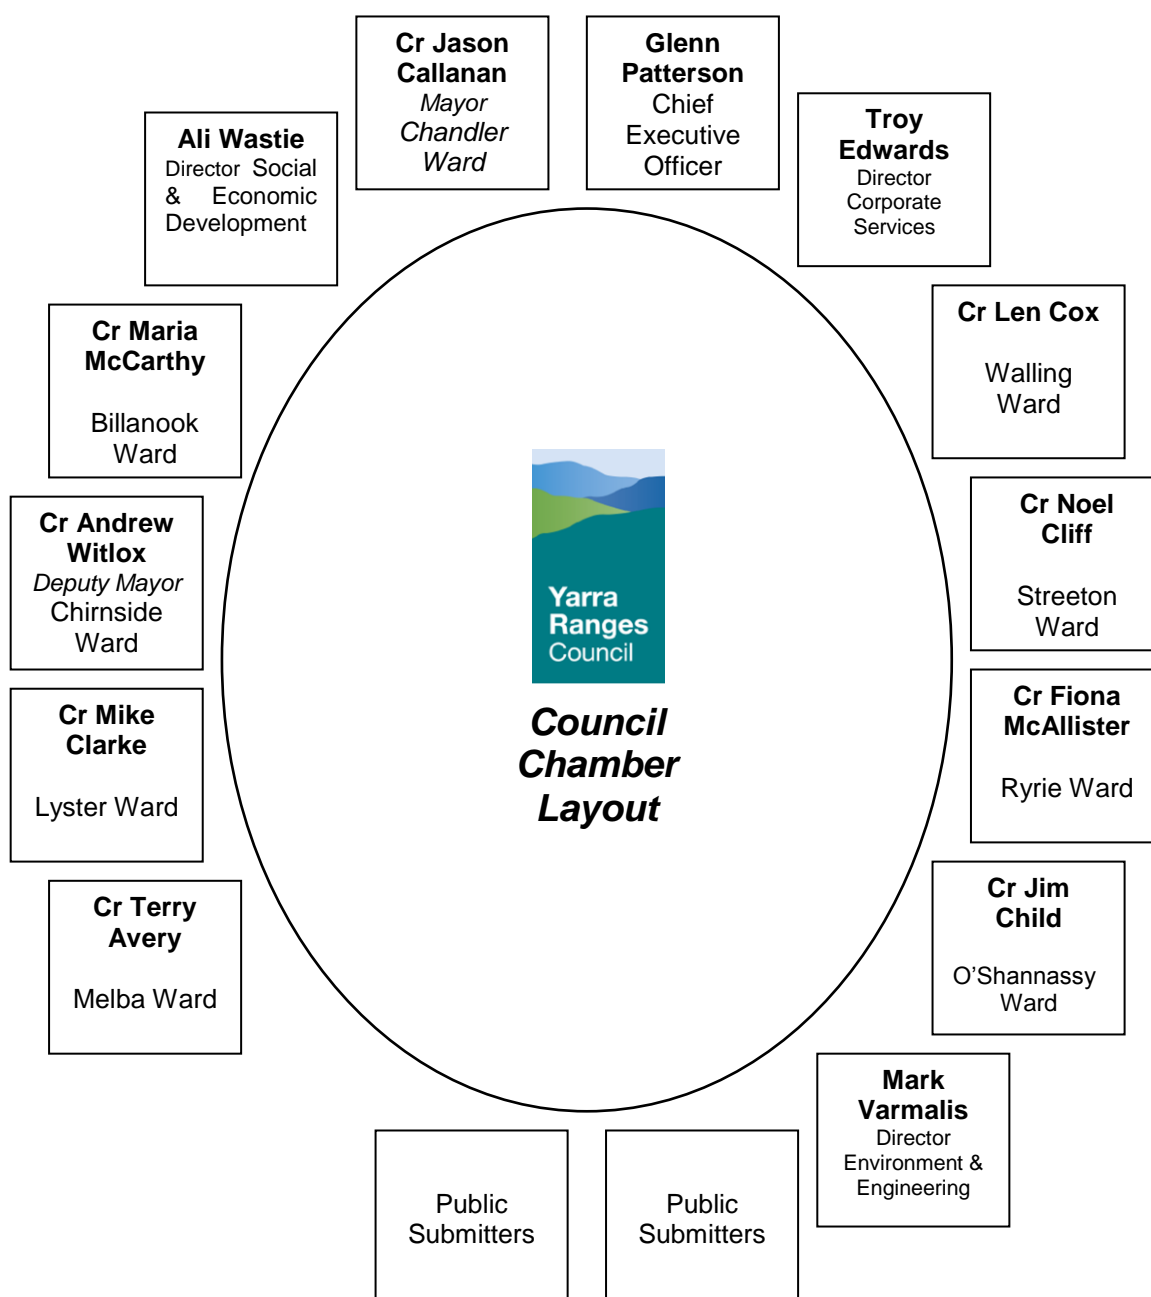 Cr Jason
Callanan
Mayor
Chandler
Ward
Glenn
Patterson
Chief
Executive
Officer
Ali Wastie
Director Social
& Economic
Development
Troy
Edwards
Director
Corporate
Services
Cr Maria
McCarthy
Billanook
Ward
Cr Len Cox
Walling
Ward
Cr Andrew
Witlox
Deputy Mayor
Chirnside
Ward
Cr Noel
Cliff
Streeton
Ward
Yarra
Ranges
Council
Council
Chamber
Layout
Cr Mike
Clarke
Lyster Ward
Cr Fiona
McAllister
Ryrie Ward
Cr Terry
Avery
Melba Ward
Cr Jim
Child
O'Shannassy
Ward
Mark
Varmalis
Director
Environment &
Engineering
Public
Submitters
Public
Submitters